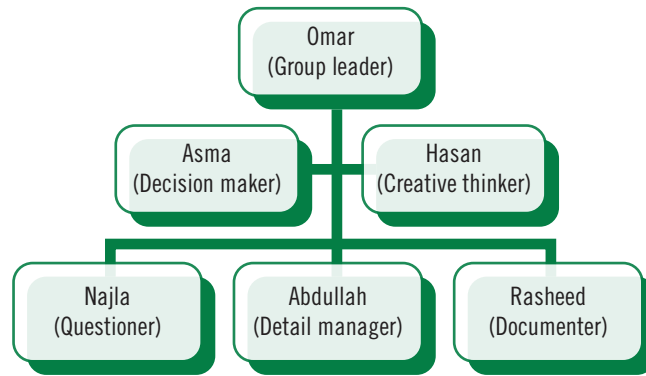 Omar
(Group leader)
Asma
(Decision maker)
Hasan
(Creative thinker)
Najla
(Questioner)
Abdullah
(Detail manager)
Rasheed
(Documenter)